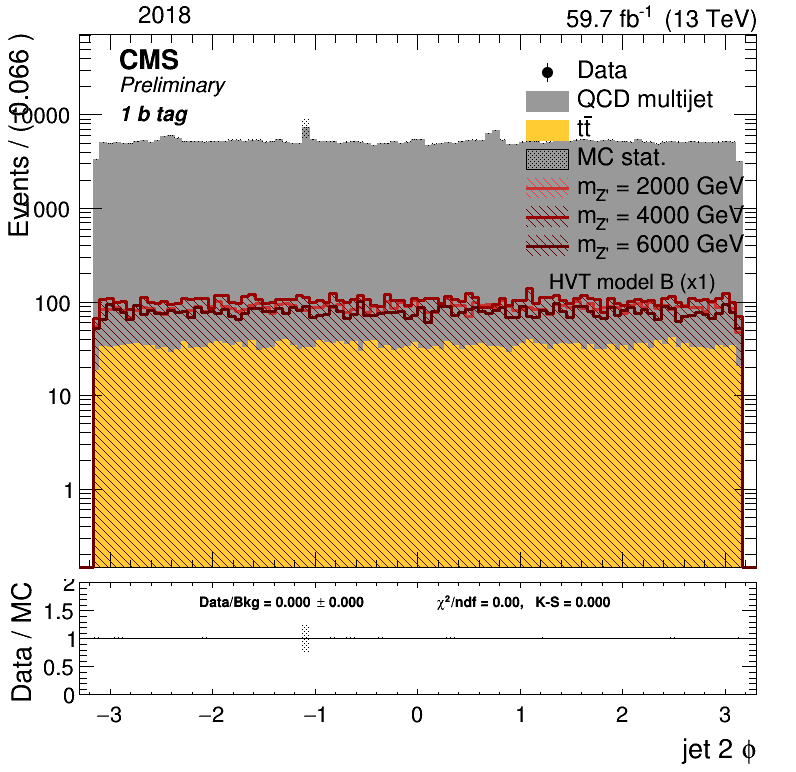 2018
59.7 fb-1 (13 TeV)
CMS
Preliminary
1 b tag
Data
QCD multijet
tt̄
MC stat.
mZ' = 2000 GeV
mZ' = 4000 GeV
mZ' = 6000 GeV
HVT model B (x1)
Events / ( 0.066 )
10000
1000
100
10
1
Data/Bkg = 0.000 ± 0.000
χ2/ndf = 0.00, K-S = 0.000
Data / MC
2
1.5
1
0.5
0
−3 −2 −1 0 1 2 3
jet 2 ϕ